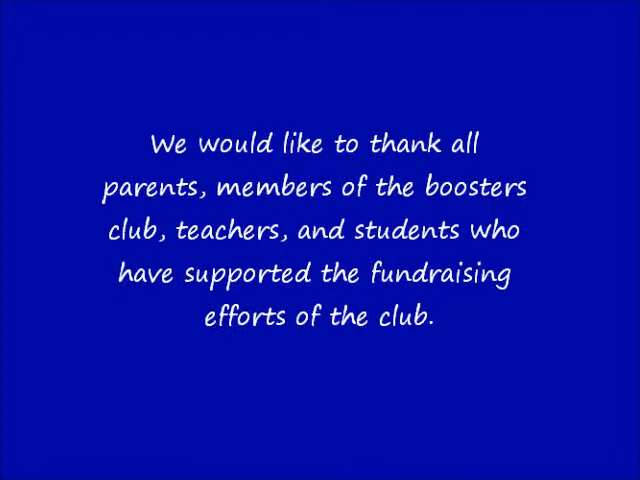 We would like to thank all
parents, members of the boosters
club, teachers, and students who
have supported the fundraising
efforts of the club.